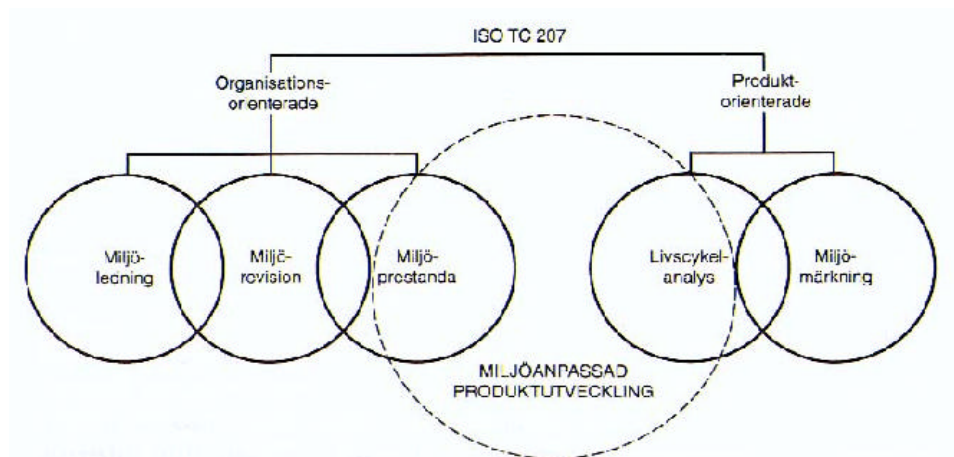 ISO TC 207
Organisations-
orienterade
Produkt-
orienterade
Miljö-
ledning
Miljö-
revision
Miljö-
prestanda
Livscykel-
analys
Miljö-
märkning
MILJÖANPASSAD
PRODUKTUTVECKLING